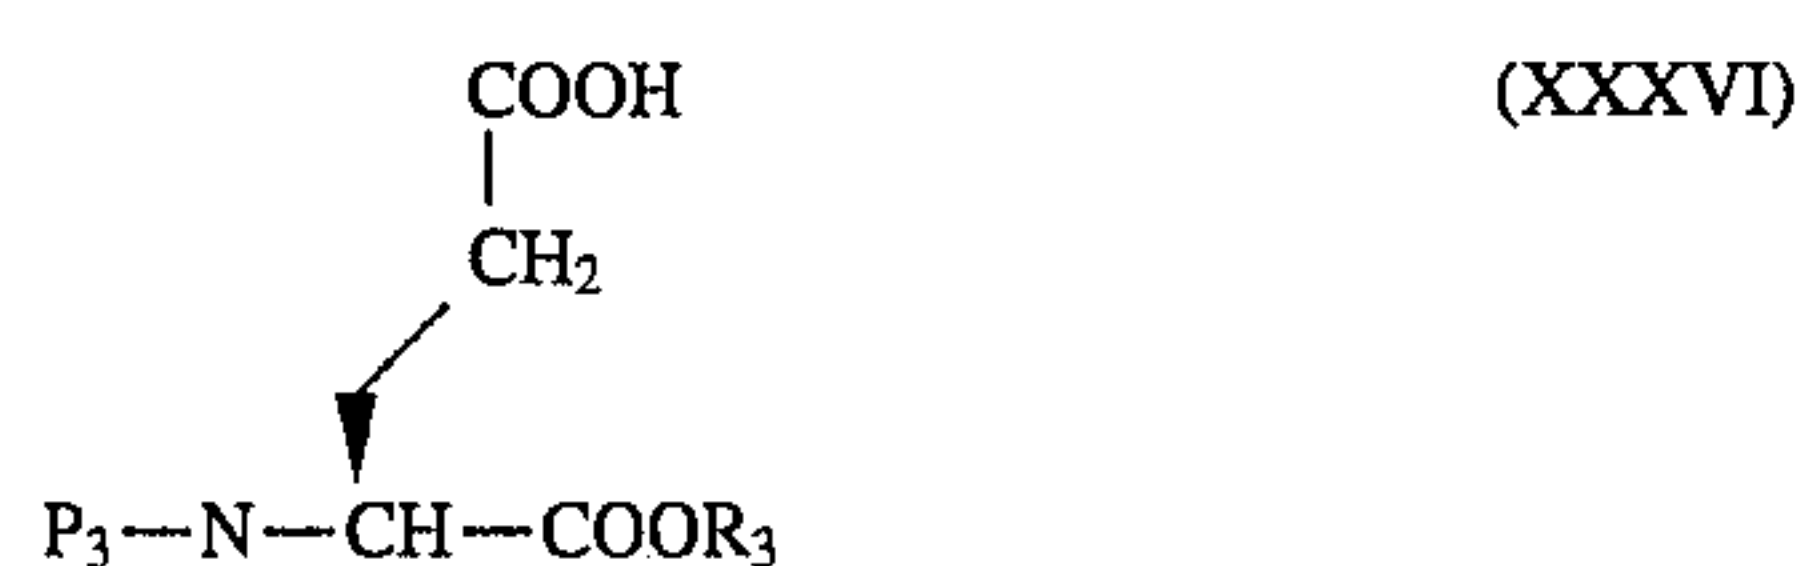 COOH (XXXVI)
CH₂
P₃—N—CH—COOR₃